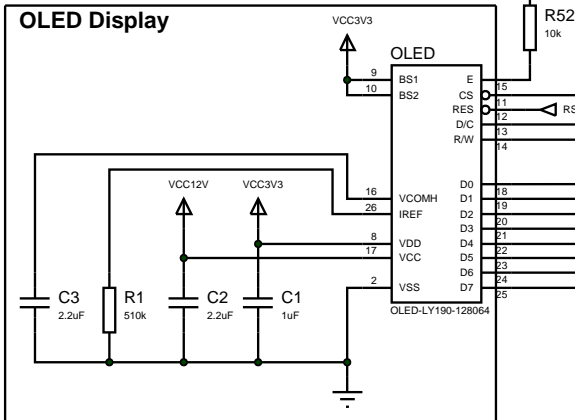 OLED Display
VCC3V3
R52
10k
OLED
9 BS1 E 15
10 BS2 CS 11
RES 12 RS
D/C 13
R/W 14
16 VCOMH D0 18
26 IREF D1 19
D2 20
D3 21
8 VDD D4 22
17 VCC D5 23
D6 24
2 VSS D7 25
OLED-LY190-128064
VCC12V VCC3V3
C3 R1 C2 C1
2.2uF 510k 2.2uF 1uF